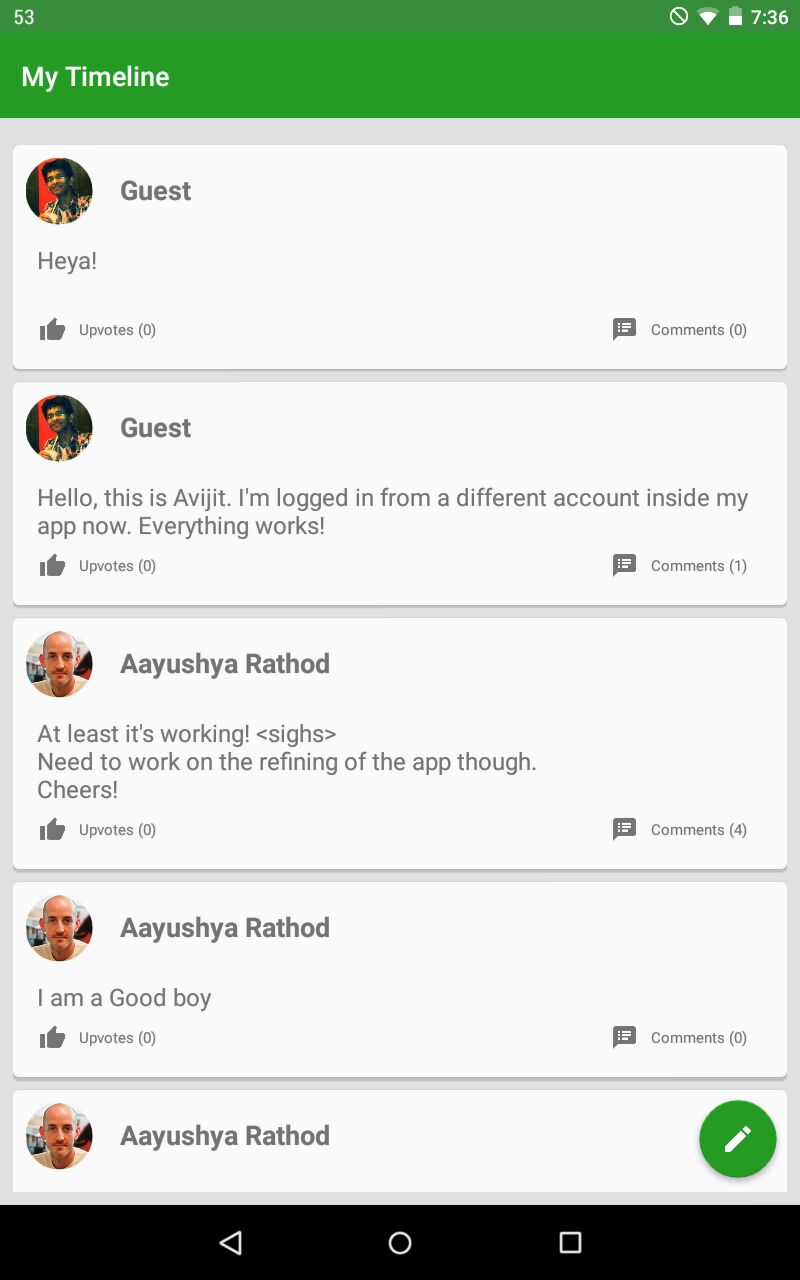 53
7:36
My Timeline
Guest
Heya!
Upvotes (0)
Comments (0)
Guest
Hello, this is Avijit. I'm logged in from a different account inside my
app now. Everything works!
Upvotes (0)
Comments (1)
Aayushya Rathod
At least it's working! <sighs>
Need to work on the refining of the app though.
Cheers!
Upvotes (0)
Comments (4)
Aayushya Rathod
I am a Good boy
Upvotes (0)
Comments (0)
Aayushya Rathod